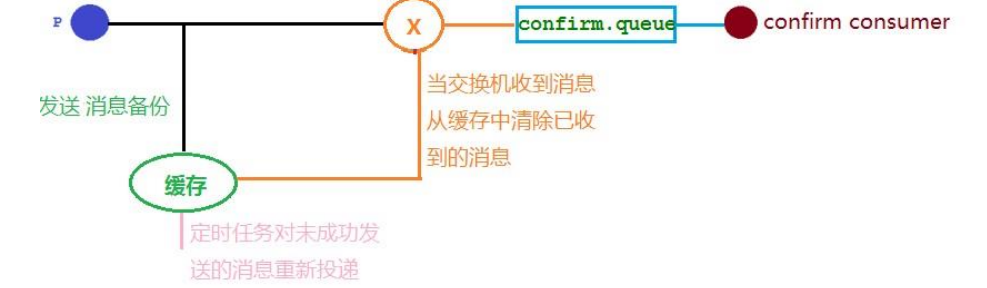 P
X
confirm.queue
confirm consumer
发送 消息备份
当交换机收到消息
从缓存中清除已收
到的消息
缓存
定时任务对未成功发
送的消息重新投递